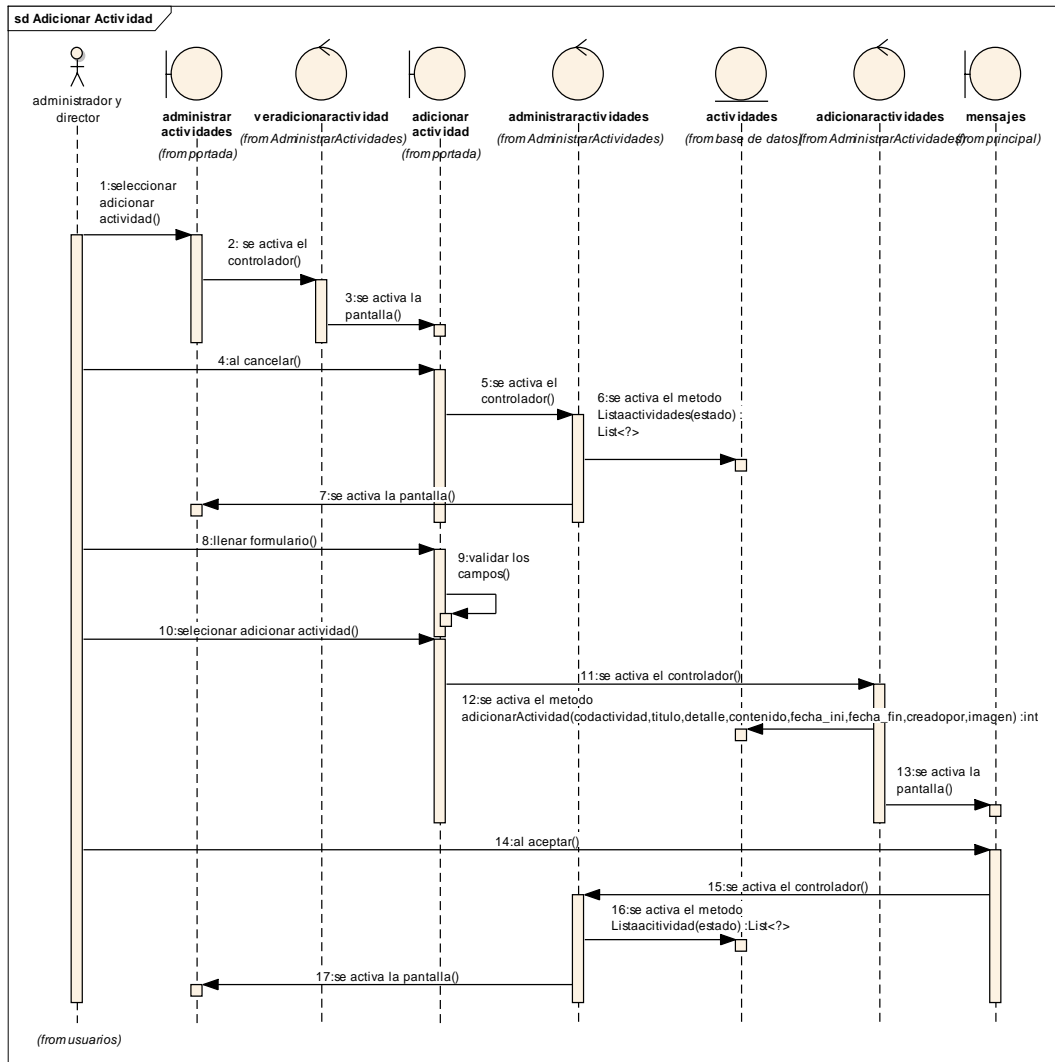 sd Adicionar Actividad
administrador y
director
administrar
actividades
(from portada)
veradicionaractividad
(from AdministrarActividades)
adicionar
actividad
(from portada)
administraractividades
(from AdministrarActividades)
actividades
(from base de datos)
adicionaractividades
(from AdministrarActividades)
mensajes
(from principal)
1:seleccionar
adicionar
actividad()
2: se activa el
controlador()
3:se activa la
pantalla()
4:al cancelar()
5:se activa el
controlador()
6:se activa el metodo
Listaactividades(estado) :
List<?>
7:se activa la pantalla()
8:llenar formulario()
9:validar los
campos()
10:selecionar adicionar actividad()
11:se activa el controlador()
12:se activa el metodo
adicionarActividad(codactividad,titulo,detalle,contenido,fecha_ini,fecha_fin,creadopor,imagen) :int
13:se activa la
pantalla()
14:al aceptar()
15:se activa el controlador()
16:se activa el metodo
Listaacitividad(estado) :List<?>
17:se activa la pantalla()
(from usuarios)